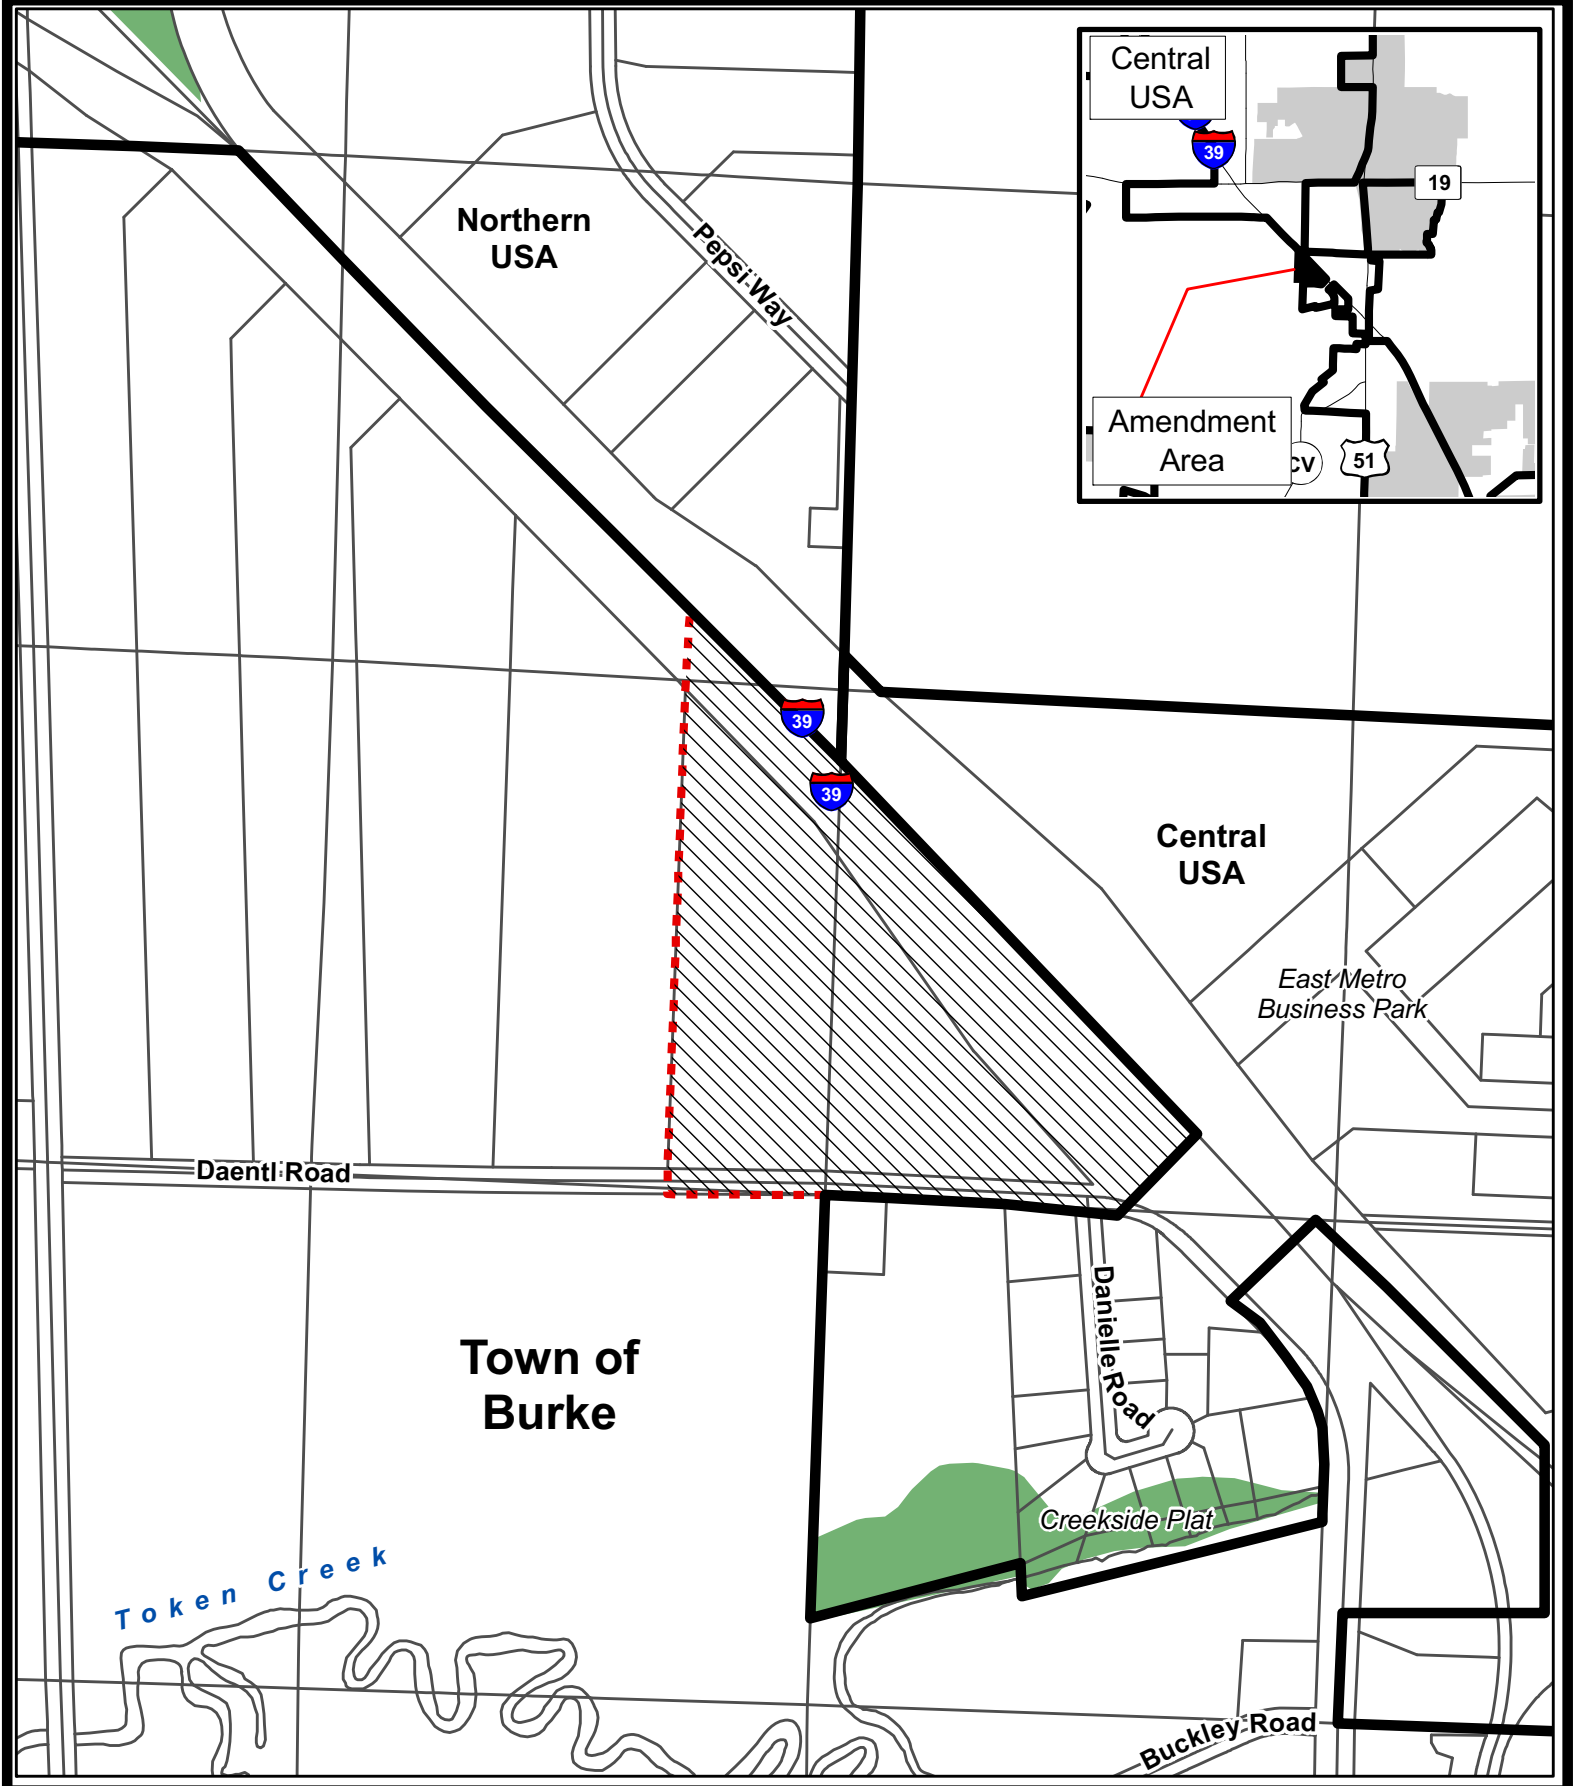 Central
USA
39
19
Amendment
Area
CV
51
Northern
USA
Pepsi Way
39
39
Central
USA
East Metro
Business Park
Daentl Road
Danielle Road
Town of
Burke
Creekside Plat
Token Creek
Buckley Road